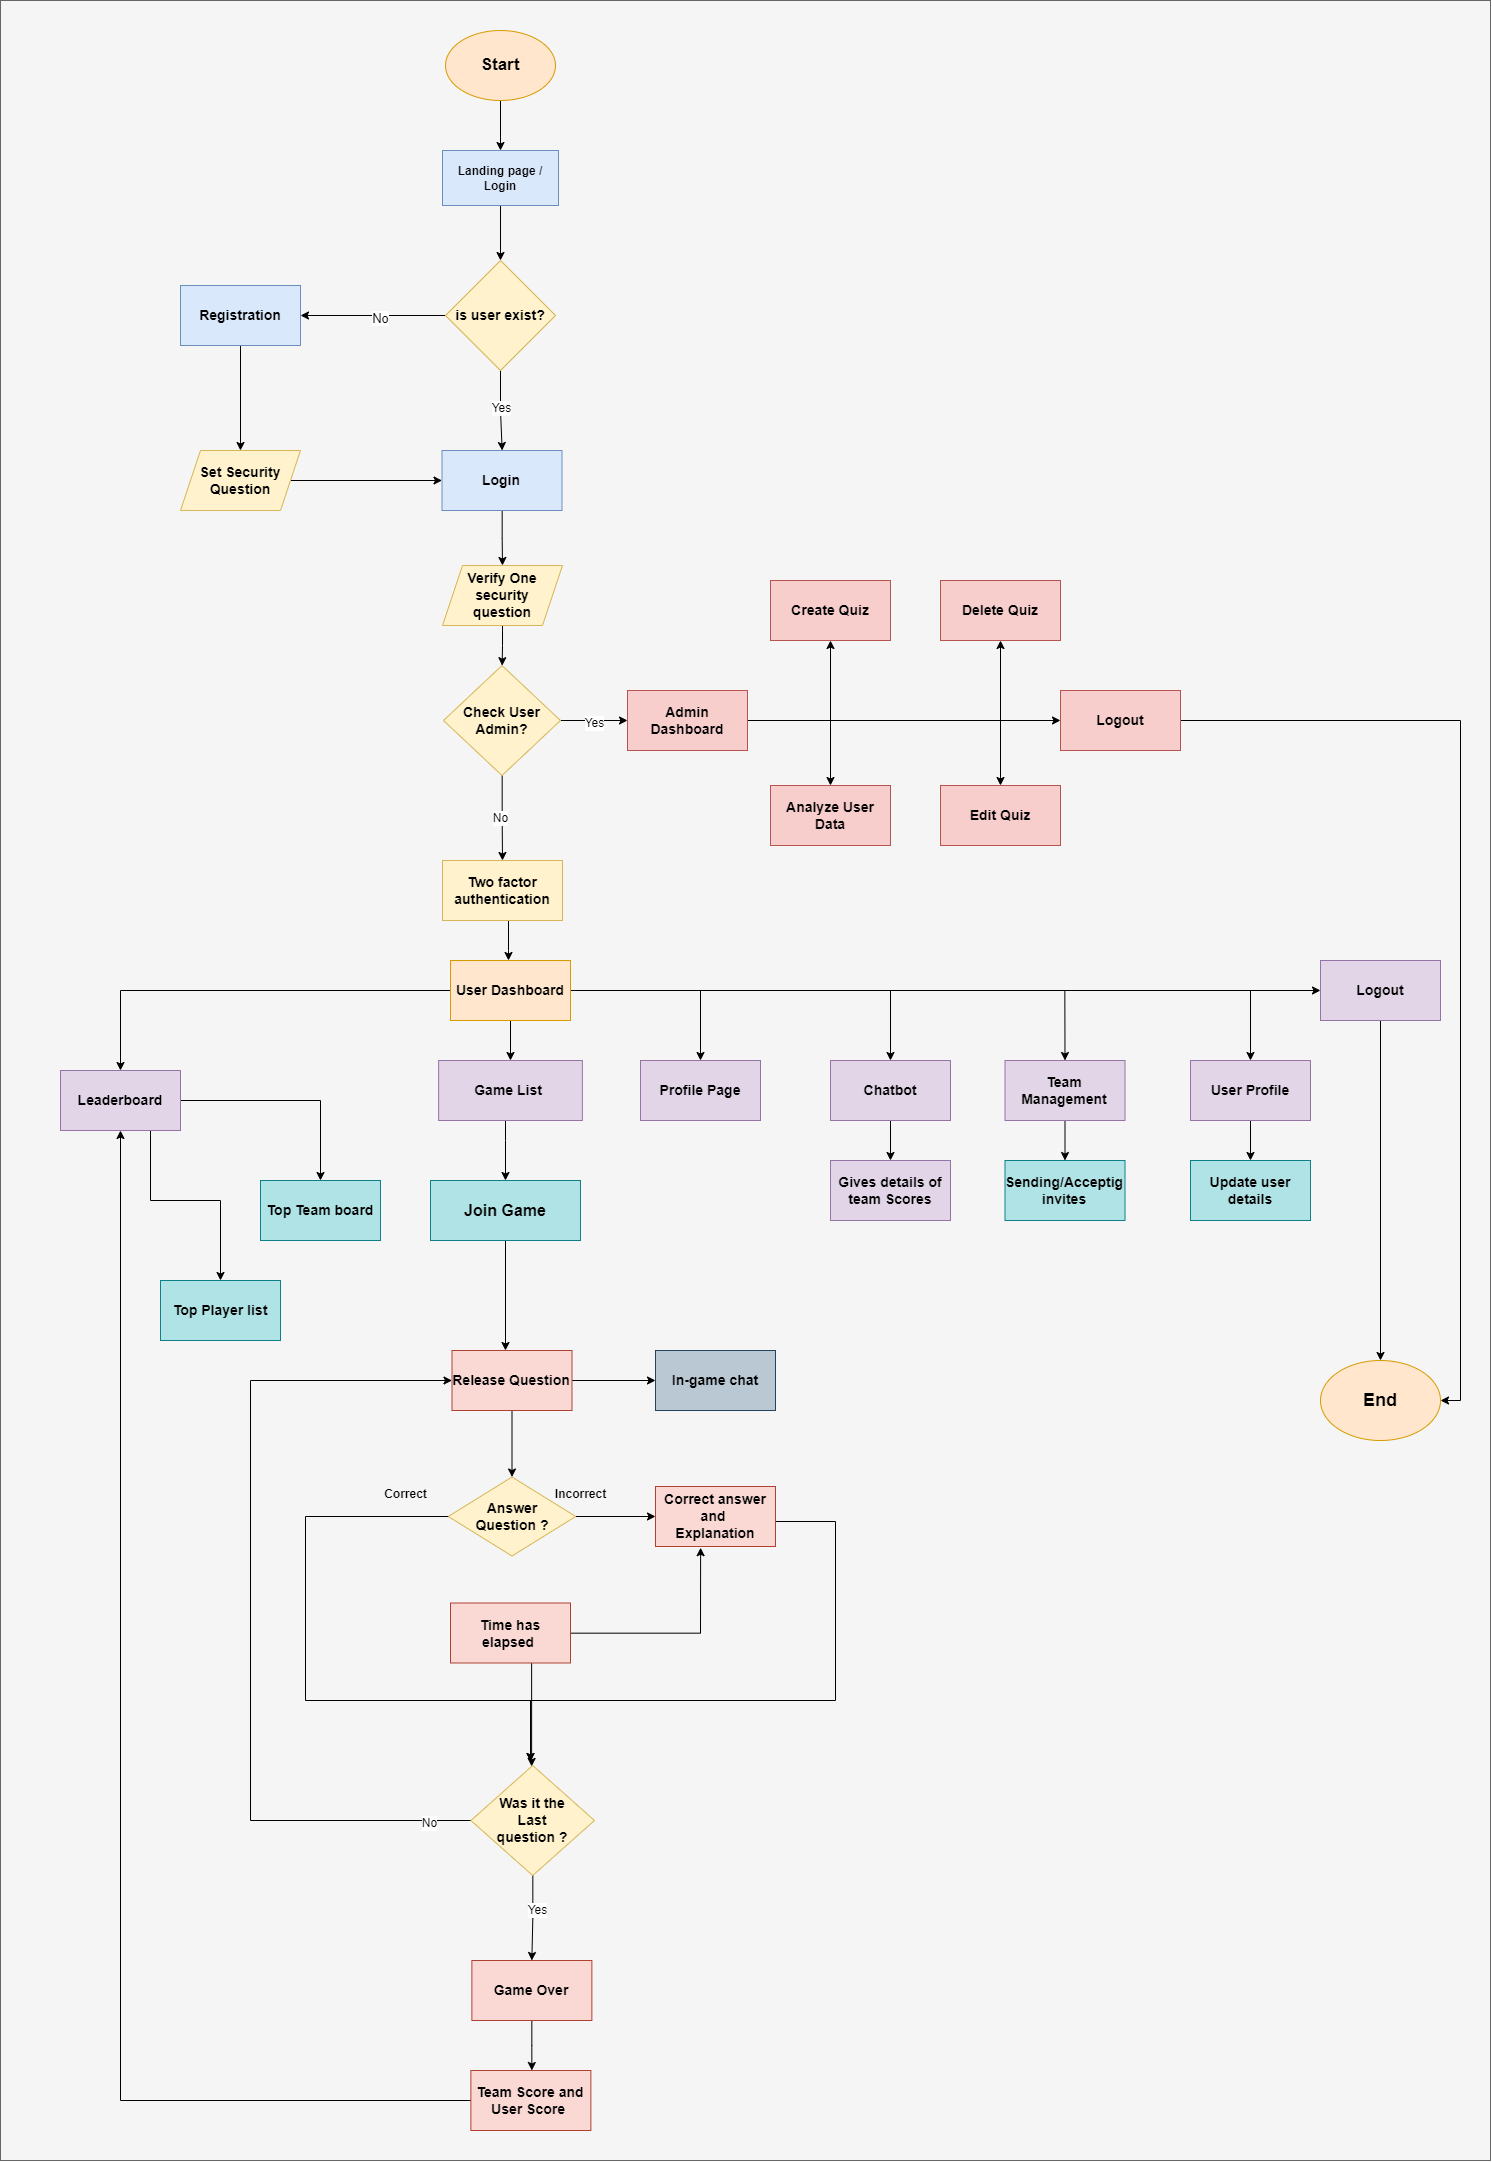 Start
Landing page /
Login
is user exist?
No
Registration
Yes
Set Security
Question
Login
Verify One
security
question
Create Quiz
Delete Quiz
Check User
Admin?
Yes
Admin
Dashboard
Logout
Analyze User
Data
Edit Quiz
No
Two factor
authentication
User Dashboard
Logout
Leaderboard
Game List
Profile Page
Chatbot
Team
Management
User Profile
Top Team board
Join Game
Gives details of
team Scores
Sending/Acceptig
invites
Update user
details
Top Player list
Release Question
In-game chat
End
Correct
Incorrect
Answer
Question ?
Correct answer
and
Explanation
Time has
elapsed
Was it the
Last
question ?
No
Yes
Game Over
Team Score and
User Score